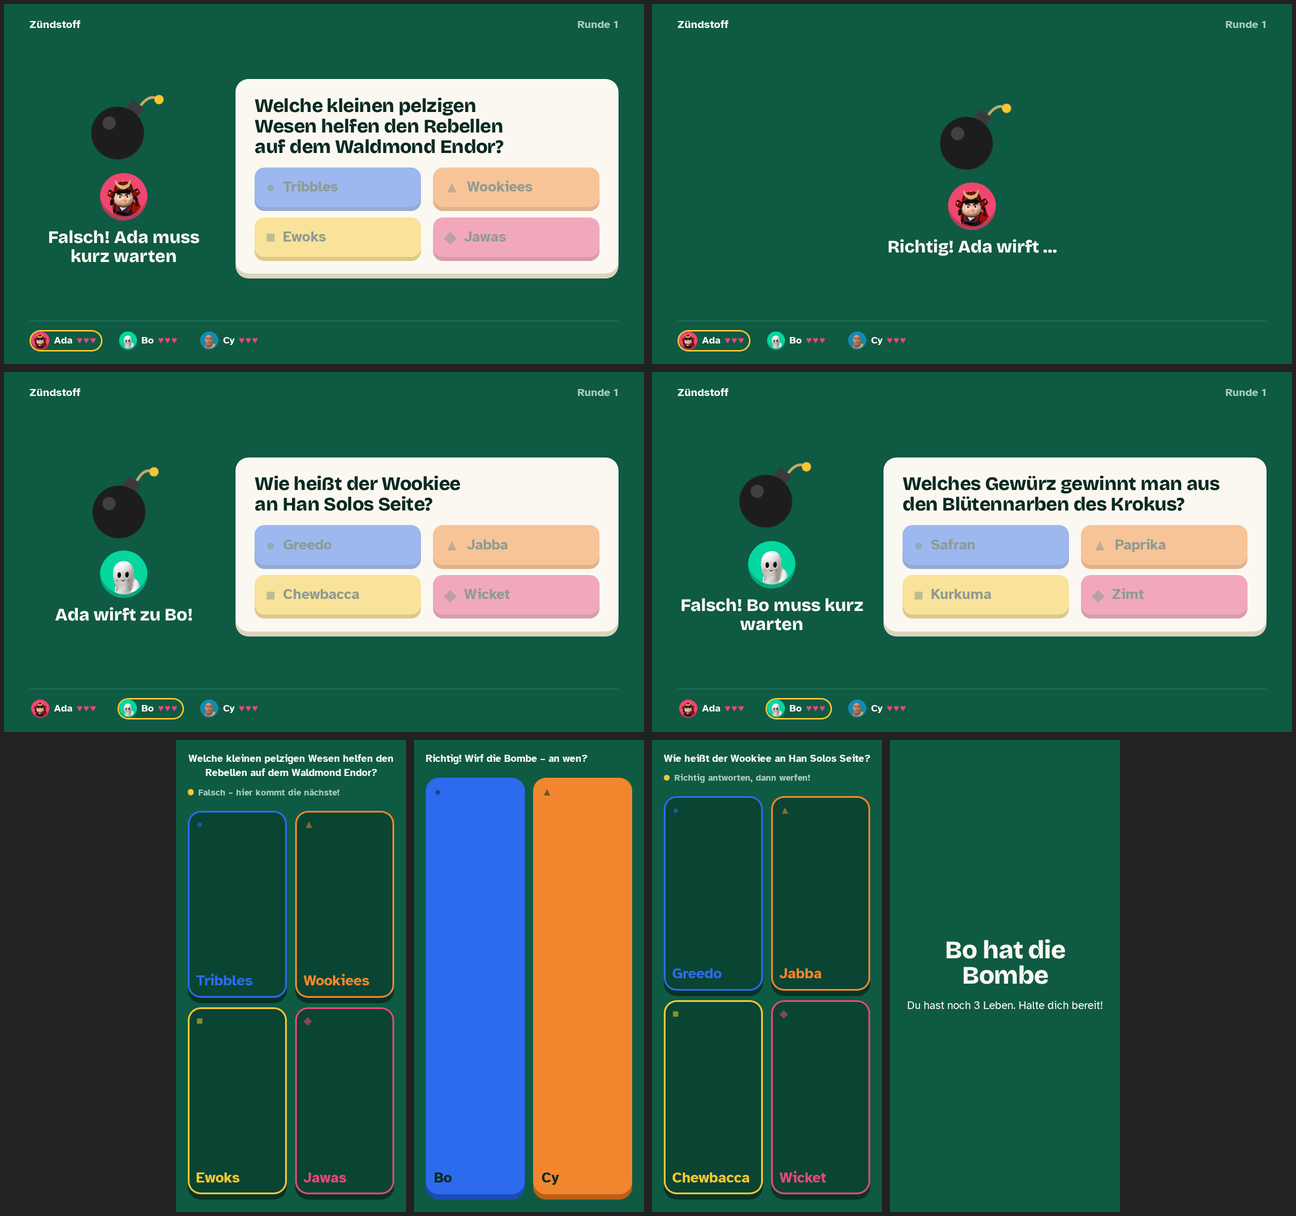 Zündstoff
Runde 1
Welche kleinen pelzigen
Wesen helfen den Rebellen
auf dem Waldmond Endor?
Tribbles
Wookiees
Ewoks
Jawas
Falsch! Ada muss
kurz warten
Ada
Bo
Cy
Zündstoff
Runde 1
Richtig! Ada wirft ...
Ada
Bo
Cy
Zündstoff
Runde 1
Wie heißt der Wookiee
an Han Solos Seite?
Greedo
Jabba
Chewbacca
Wicket
Ada wirft zu Bo!
Ada
Bo
Cy
Zündstoff
Runde 1
Welches Gewürz gewinnt man aus
den Blütennarben des Krokus?
Safran
Paprika
Kurkuma
Zimt
Falsch! Bo muss kurz
warten
Ada
Bo
Cy
Welche kleinen pelzigen Wesen helfen den
Rebellen auf dem Waldmond Endor?
Falsch – hier kommt die nächste!
Tribbles
Wookiees
Ewoks
Jawas
Richtig! Wirf die Bombe – an wen?
Bo
Cy
Wie heißt der Wookiee an Han Solos Seite?
Richtig antworten, dann werfen!
Greedo
Jabba
Chewbacca
Wicket
Bo hat die
Bombe
Du hast noch 3 Leben. Halte dich bereit!